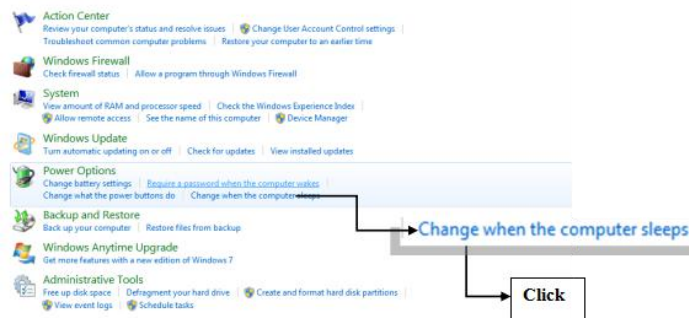 Action Center
Review your computer's status and resolve issues Change User Account Control settings
Troubleshoot common computer problems Restore your computer to an earlier time
Windows Firewall
Check firewall status Allow a program through Windows Firewall
System
View amount of RAM and processor speed Check the Windows Experience Index
Allow remote access See the name of this computer Device Manager
Windows Update
Turn automatic updating on or off Check for updates View installed updates
Power Options
Change battery settings Require a password when the computer wakes
Change what the power buttons do Change when the computer sleeps
Change when the computer sleeps
Backup and Restore
Back up your computer Restore files from backup
Windows Anytime Upgrade
Get more features with a new edition of Windows 7
Administrative Tools
Free up disk space Defragment your hard drive Create and format hard disk partitions
View event logs Schedule tasks
Click